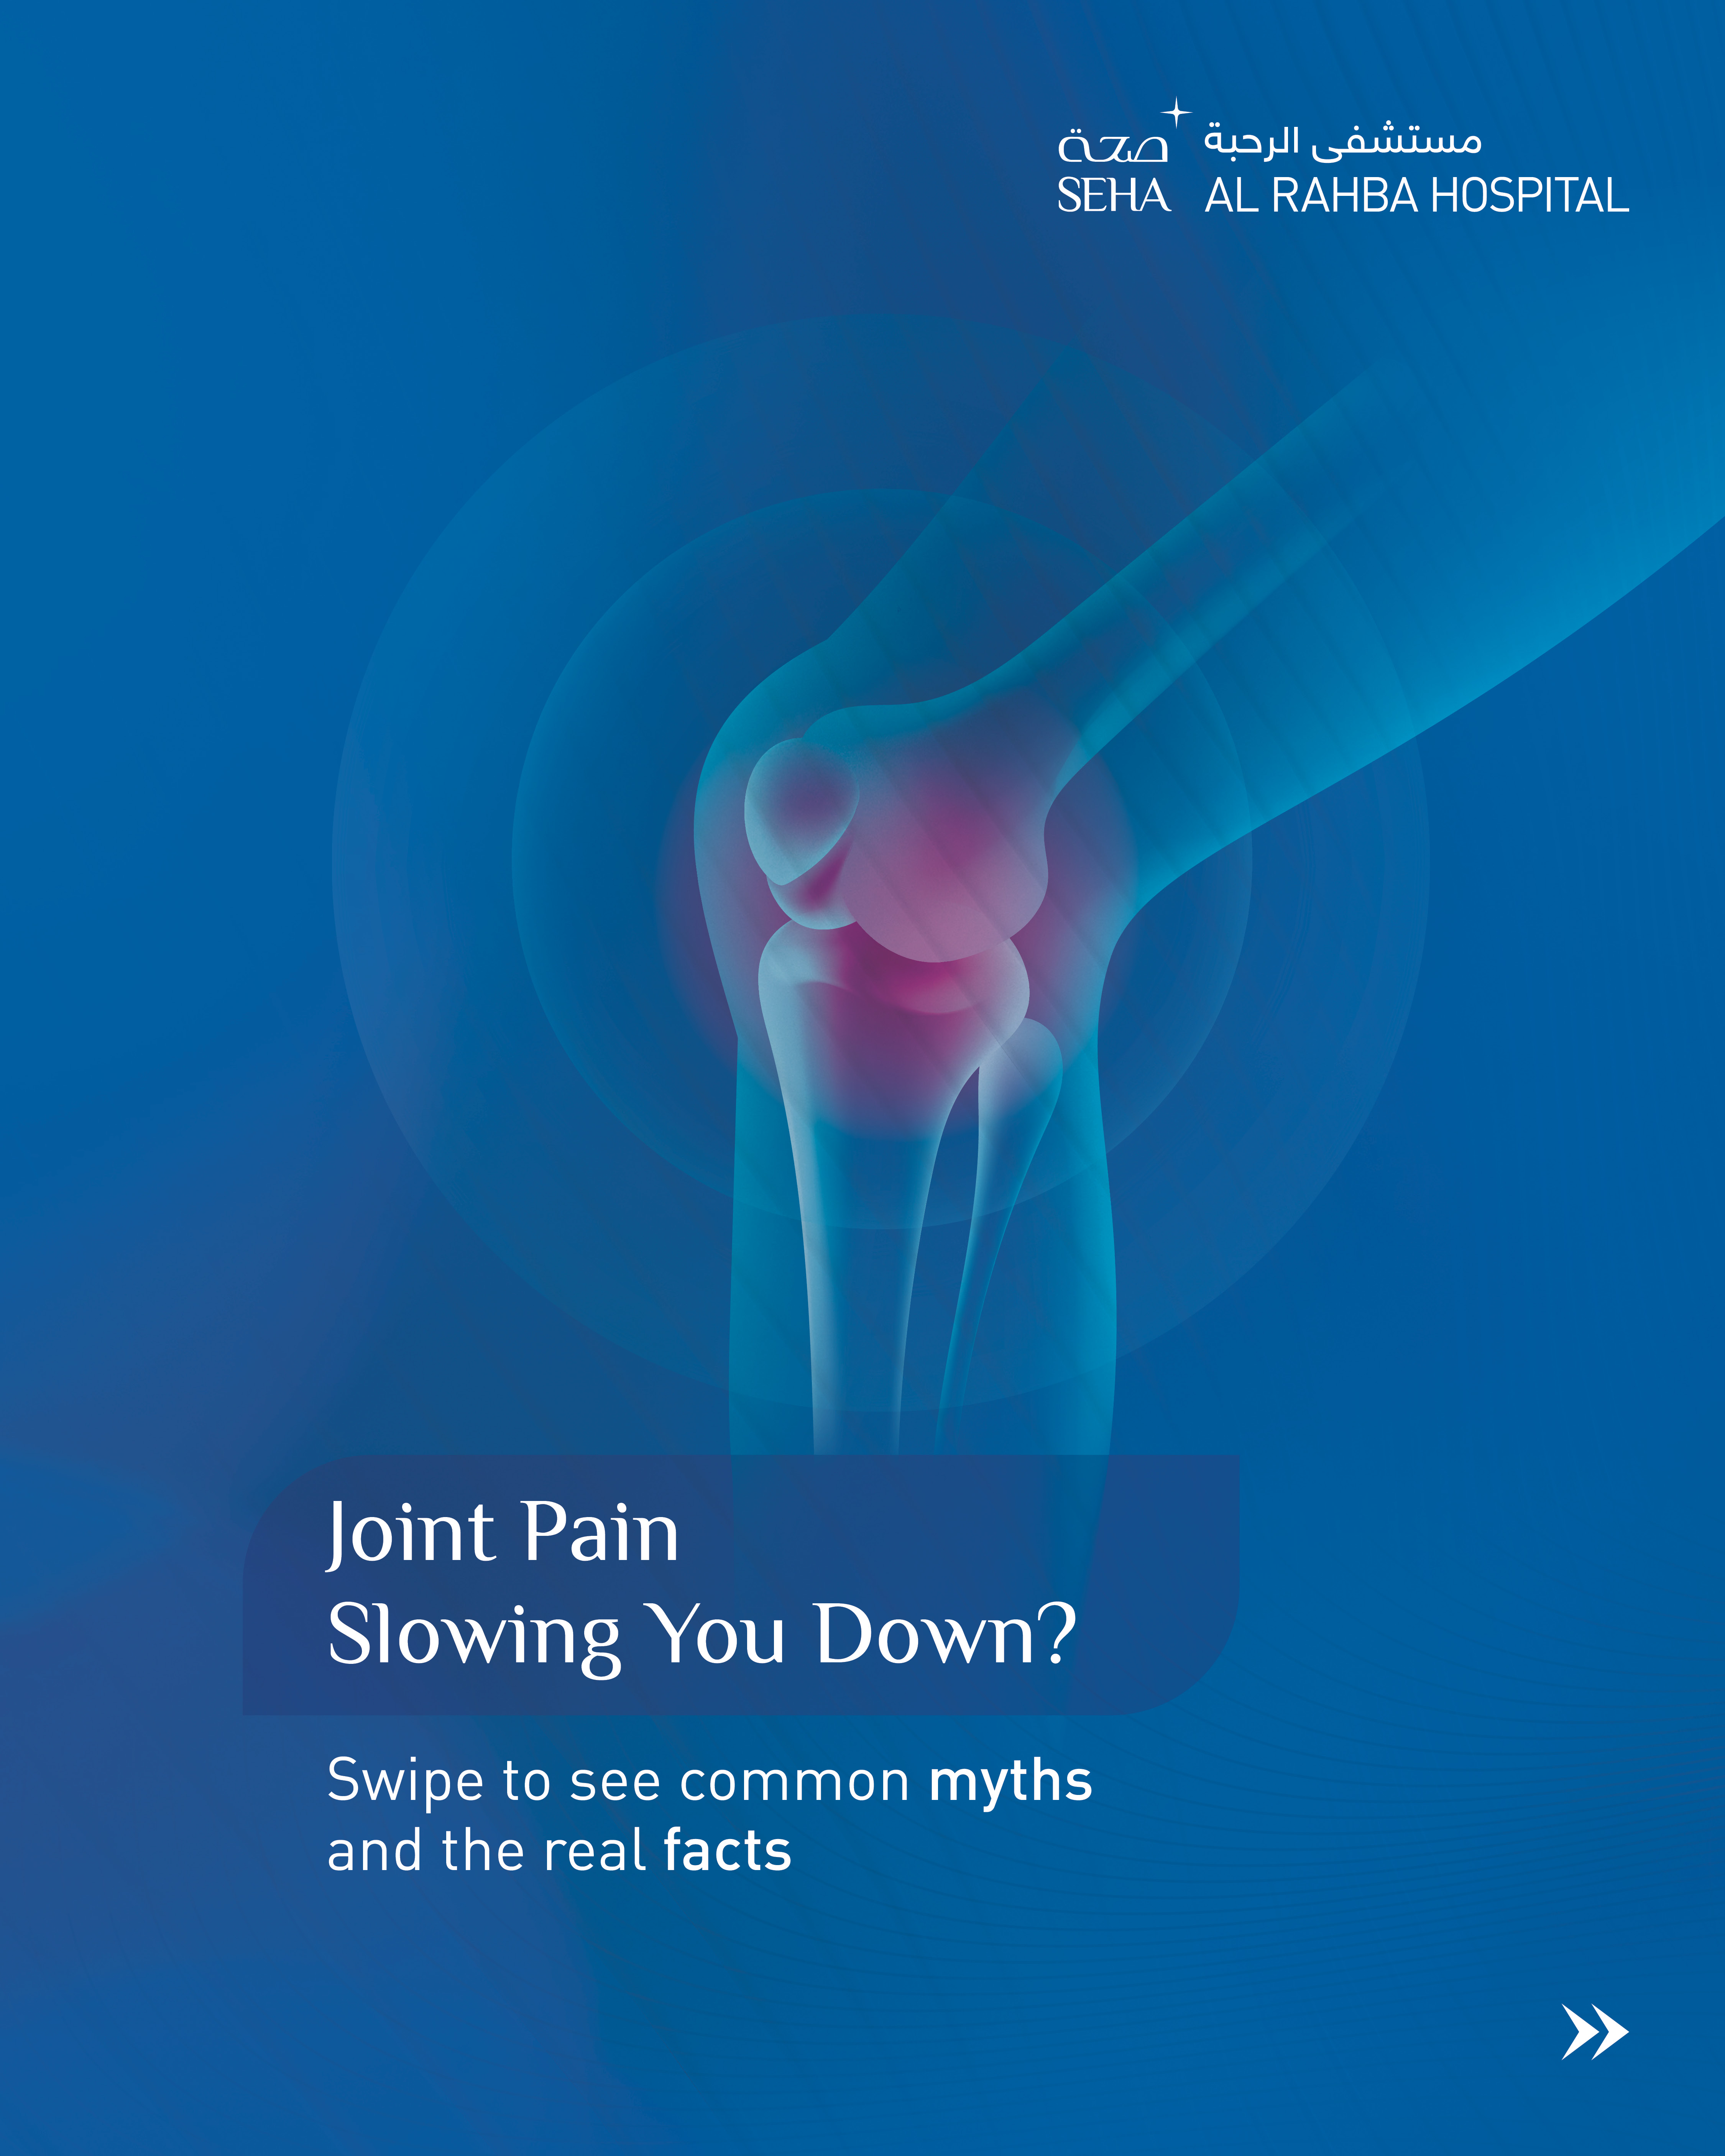 صحة
SEHA
مستشفى الرحبة
AL RAHBA HOSPITAL
Joint Pain
Slowing You Down?
Swipe to see common myths
and the real facts